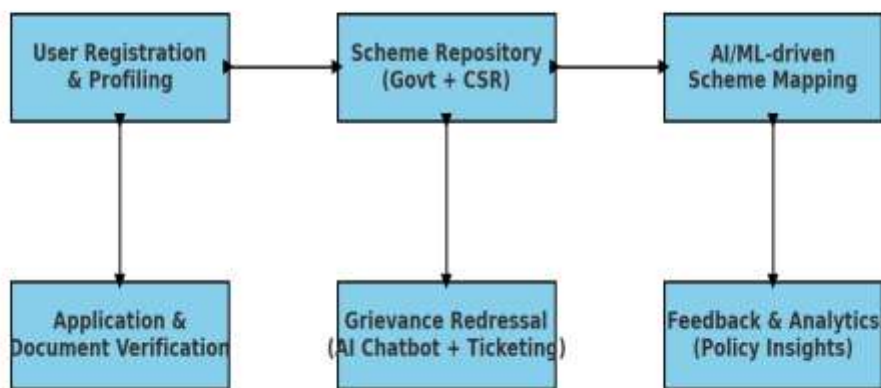 User Registration
& Profiling
Scheme Repository
(Govt + CSR)
AI/ML-driven
Scheme Mapping
Application &
Document Verification
Grievance Redressal
(AI Chatbot + Ticketing)
Feedback & Analytics
(Policy Insights)